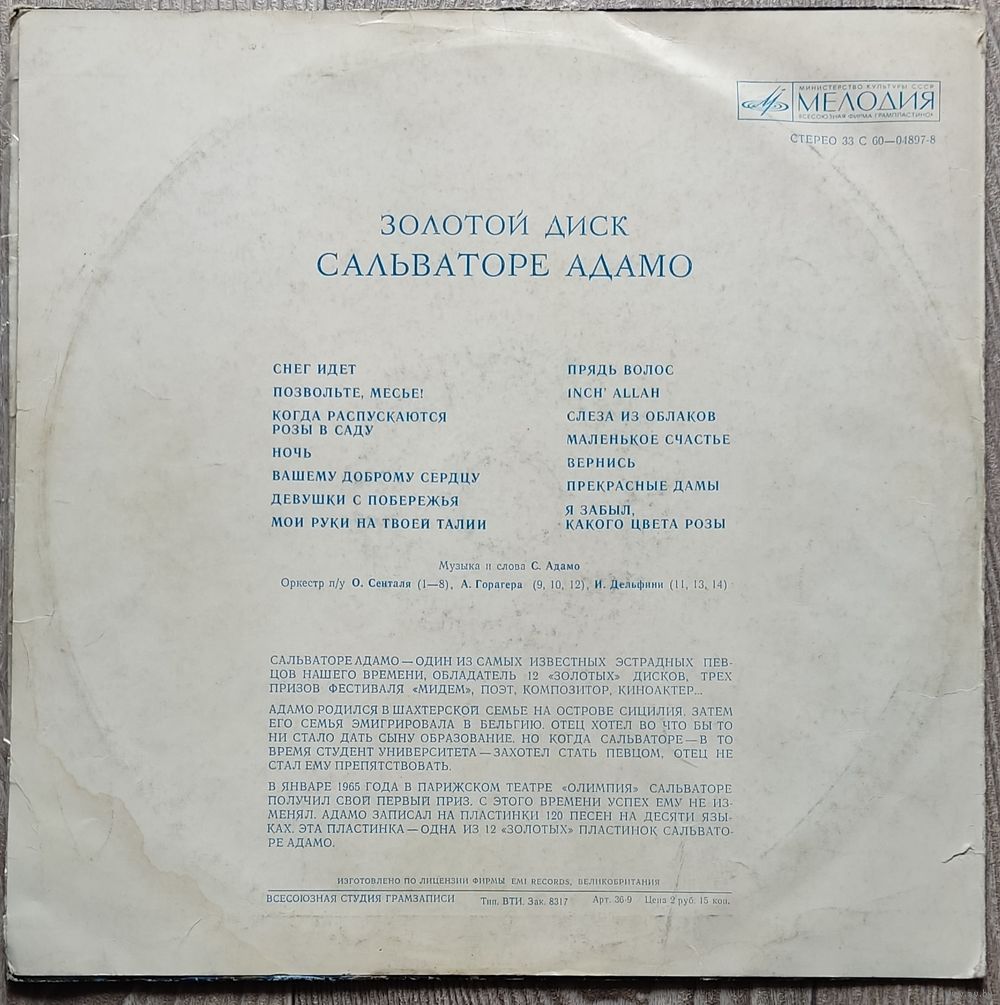 МИНИСТЕРСТВО КУЛЬТУРЫ СССР
МЕЛОДИЯ
ВСЕСОЮЗНАЯ ФИРМА ГРАМПЛАСТИНОК
СТЕРЕО 33 С 60—04897-8
ЗОЛОТОЙ ДИСК
САЛЬВАТОРЕ АДАМО
СНЕГ ИДЕТ
ПОЗВОЛЬТЕ, МЕСЬЕ!
КОГДА РАСПУСКАЮТСЯ
РОЗЫ В САДУ
НОЧЬ
ВАШЕМУ ДОБРОМУ СЕРДЦУ
ДЕВУШКИ С ПОБЕРЕЖЬЯ
МОИ РУКИ НА ТВОЕЙ ТАЛИИ
ПРЯДЬ ВОЛОС
INCH' ALLAH
СЛЕЗА ИЗ ОБЛАКОВ
МАЛЕНЬКОЕ СЧАСТЬЕ
ВЕРНИСЬ
ПРЕКРАСНЫЕ ДАМЫ
Я ЗАБЫЛ,
КАКОГО ЦВЕТА РОЗЫ
Музыка и слова С. Адамо
Оркестр п/у О. Сенталя (1—8), А. Горагера (9, 10, 12), И. Дельфини (11, 13, 14)
САЛЬВАТОРЕ АДАМО — ОДИН ИЗ САМЫХ ИЗВЕСТНЫХ ЭСТРАДНЫХ ПЕВ-
ЦОВ НАШЕГО ВРЕМЕНИ, ОБЛАДАТЕЛЬ 12 «ЗОЛОТЫХ» ДИСКОВ, ТРЕХ
ПРИЗОВ ФЕСТИВАЛЯ «МИДЕМ», ПОЭТ, КОМПОЗИТОР, КИНОАКТЕР...
АДАМО РОДИЛСЯ В ШАХТЕРСКОЙ СЕМЬЕ НА ОСТРОВЕ СИЦИЛИЯ, ЗАТЕМ
ЕГО СЕМЬЯ ЭМИГРИРОВАЛА В БЕЛЬГИЮ. ОТЕЦ ХОТЕЛ ВО ЧТО БЫ ТО
НИ СТАЛО ДАТЬ СЫНУ ОБРАЗОВАНИЕ. НО КОГДА САЛЬВАТОРЕ — В ТО
ВРЕМЯ СТУДЕНТ УНИВЕРСИТЕТА — ЗАХОТЕЛ СТАТЬ ПЕВЦОМ, ОТЕЦ НЕ
СТАЛ ЕМУ ПРЕПЯТСТВОВАТЬ.
В ЯНВАРЕ 1965 ГОДА В ПАРИЖСКОМ ТЕАТРЕ «ОЛИМПИЯ» САЛЬВАТОРЕ
ПОЛУЧИЛ СВОЙ ПЕРВЫЙ ПРИЗ. С ЭТОГО ВРЕМЕНИ УСПЕХ ЕМУ НЕ ИЗ-
МЕНЯЛ. АДАМО ЗАПИСАЛ НА ПЛАСТИНКИ 120 ПЕСЕН НА ДЕСЯТИ ЯЗЫ-
КАХ. ЭТА ПЛАСТИНКА — ОДНА ИЗ 12 «ЗОЛОТЫХ» ПЛАСТИНОК САЛЬВАТО-
РЕ АДАМО.
ИЗГОТОВЛЕНО ПО ЛИЦЕНЗИИ ФИРМЫ EMI RECORDS, ВЕЛИКОБРИТАНИЯ
ВСЕСОЮЗНАЯ СТУДИЯ ГРАМЗАПИСИ Тип. ВТИ. Зак. 8317 Арт. 36-9 Цена 2 руб. 15 коп.